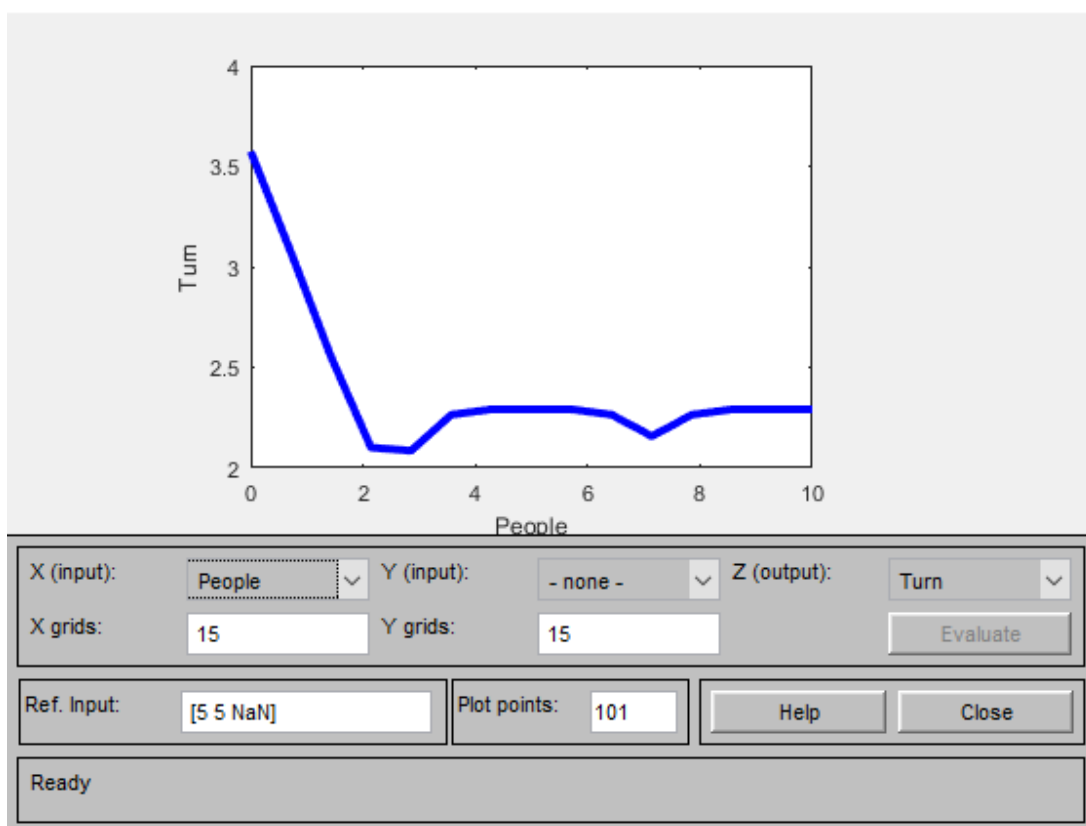 4
3.5
3
2.5
2
Turn
0 2 4 6 8 10
People
X (input): People Y (input): - none - Z (output): Turn
X grids: 15 Y grids: 15 Evaluate
Ref. Input: [5 5 NaN] Plot points: 101 Help Close
Ready